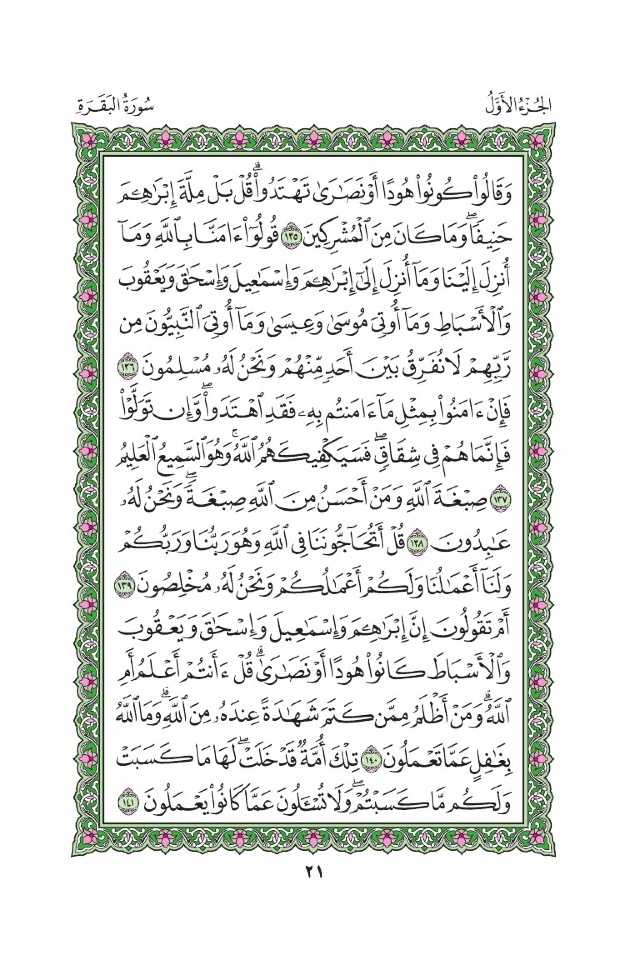 الجُزْءُ الأَوَّلُ
سُورَةُ البَقَرَةِ
وَقَالُوا۟ كُونُوا۟ هُودًا أَوْ نَصَٰرَىٰ تَهْتَدُوا۟ ۗ قُلْ بَلْ مِلَّةَ إِبْرَٰهِـۧمَ
حَنِيفًا ۖ وَمَا كَانَ مِنَ ٱلْمُشْرِكِينَ ١٣٥ قُولُوٓا۟ ءَامَنَّا بِٱللَّهِ وَمَآ
أُنزِلَ إِلَيْنَا وَمَآ أُنزِلَ إِلَىٰٓ إِبْرَٰهِـۧمَ وَإِسْمَٰعِيلَ وَإِسْحَٰقَ وَيَعْقُوبَ
وَٱلْأَسْبَاطِ وَمَآ أُوتِىَ مُوسَىٰ وَعِيسَىٰ وَمَآ أُوتِىَ ٱلنَّبِيُّونَ مِن
رَّبِّهِمْ لَا نُفَرِّقُ بَيْنَ أَحَدٍ مِّنْهُمْ وَنَحْنُ لَهُۥ مُسْلِمُونَ ١٣٦
فَإِنْ ءَامَنُوا۟ بِمِثْلِ مَآ ءَامَنتُم بِهِۦ فَقَدِ ٱهْتَدَوا۟ ۖ وَّإِن تَوَلَّوْا۟
فَإِنَّمَا هُمْ فِى شِقَاقٍ ۖ فَسَيَكْفِيكَهُمُ ٱللَّهُ ۚ وَهُوَ ٱلسَّمِيعُ ٱلْعَلِيمُ
١٣٧ صِبْغَةَ ٱللَّهِ ۖ وَمَنْ أَحْسَنُ مِنَ ٱللَّهِ صِبْغَةً ۖ وَنَحْنُ لَهُۥ
عَٰبِدُونَ ١٣٨ قُلْ أَتُحَآجُّونَنَا فِى ٱللَّهِ وَهُوَ رَبُّنَا وَرَبُّكُمْ
وَلَنَآ أَعْمَٰلُنَا وَلَكُمْ أَعْمَٰلُكُمْ وَنَحْنُ لَهُۥ مُخْلِصُونَ ١٣٩
أَمْ تَقُولُونَ إِنَّ إِبْرَٰهِـۧمَ وَإِسْمَٰعِيلَ وَإِسْحَٰقَ وَيَعْقُوبَ
وَٱلْأَسْبَاطَ كَانُوا۟ هُودًا أَوْ نَصَٰرَىٰ ۗ قُلْ ءَأَنتُمْ أَعْلَمُ أَمِ
ٱللَّهُ ۗ وَمَنْ أَظْلَمُ مِمَّن كَتَمَ شَهَٰدَةً عِندَهُۥ مِنَ ٱللَّهِ ۗ وَمَا ٱللَّهُ
بِغَٰفِلٍ عَمَّا تَعْمَلُونَ ١٤٠ تِلْكَ أُمَّةٌ قَدْ خَلَتْ ۖ لَهَا مَا كَسَبَتْ
وَلَكُم مَّا كَسَبْتُمْ ۖ وَلَا تُسْـَٔلُونَ عَمَّا كَانُوا۟ يَعْمَلُونَ ١٤١
٢١